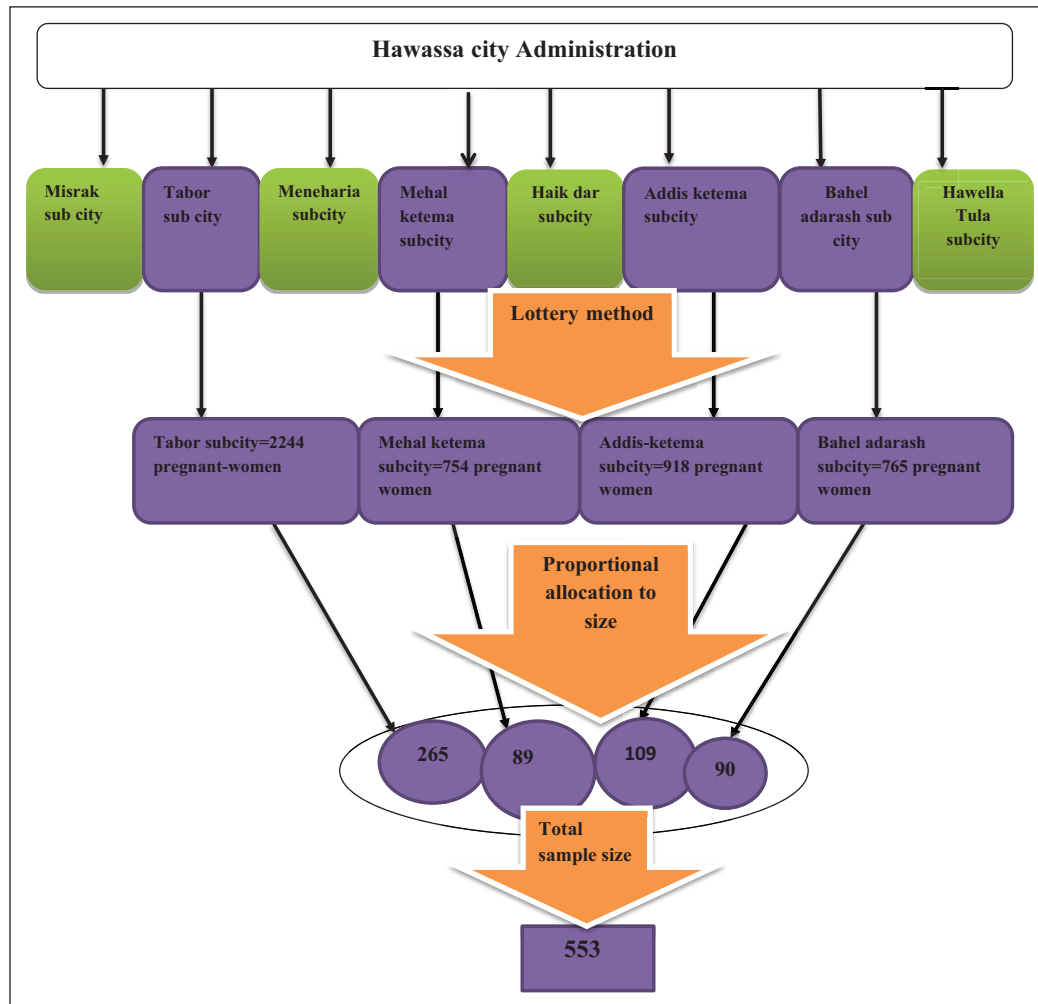 Hawassa city Administration
Misrak
sub city
Tabor
sub city
Meneharia
subcity
Mehal
ketema
subcity
Haik dar
subcity
Addis ketema
subcity
Bahel
adarash sub
city
Hawella
Tula
subcity
Lottery method
Tabor subcity=2244
pregnant-women
Mehal ketema
subcity=754 pregnant
women
Addis-ketema
subcity=918 pregnant
women
Bahel adarash
subcity=765 pregnant
women
Proportional
allocation to
size
265
89
109
90
Total
sample size
553